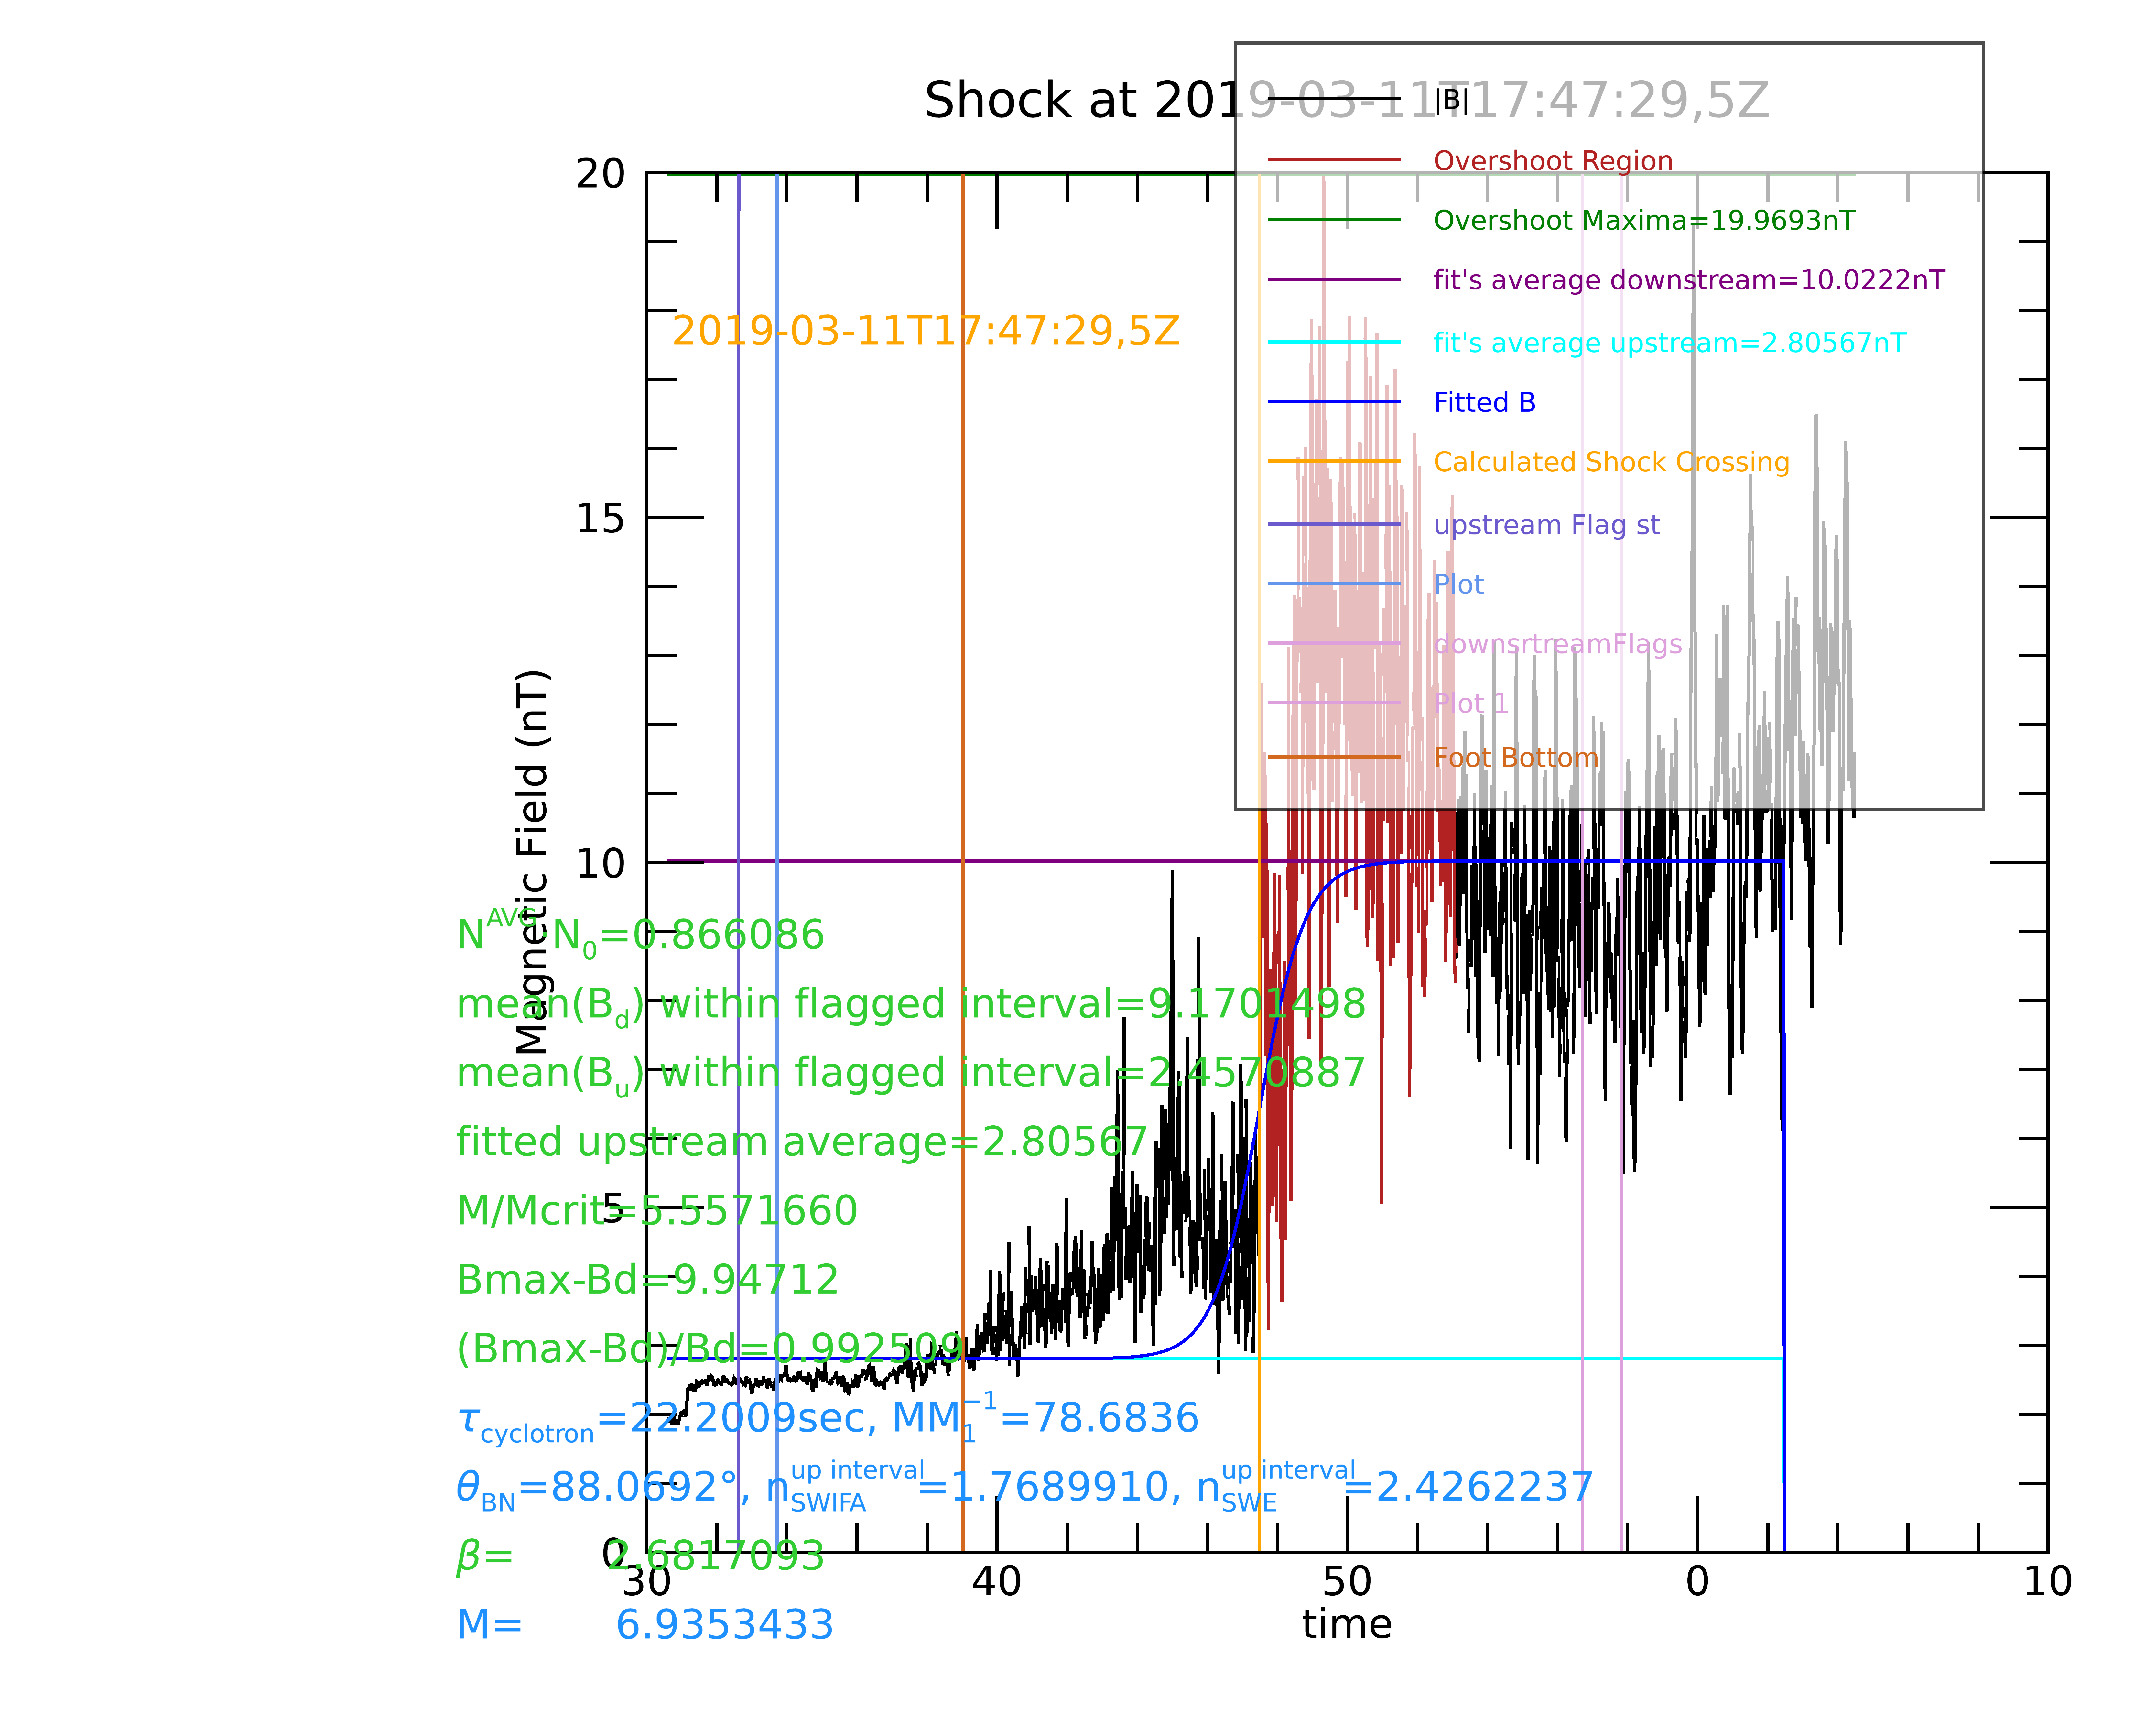 Shock at 2019-03-11T17:47:29,5Z
|B|
Overshoot Region
Overshoot Maxima=19.9693nT
fit's average downstream=10.0222nT
fit's average upstream=2.80567nT
Fitted B
Calculated Shock Crossing
upstream Flag st
Plot
downsrtreamFlags
Plot 1
Foot Bottom
2019-03-11T17:47:29,5Z
Magnetic Field (nT)
20
15
10
5
0
30
40
50
0
10
time
N^AVG·N_0=0.866086
mean(B_d) within flagged interval=9.1701498
mean(B_u) within flagged interval=2.4570887
fitted upstream average=2.80567
M/Mcrit=5.5571660
Bmax-Bd=9.94712
(Bmax-Bd)/Bd=0.992509
τ_cyclotron=22.2009sec, MM_1^−1=78.6836
θ_BN=88.0692°, n_SWIFA^up interval=1.7689910, n_SWE^up interval=2.4262237
β= 2.6817093
M= 6.9353433